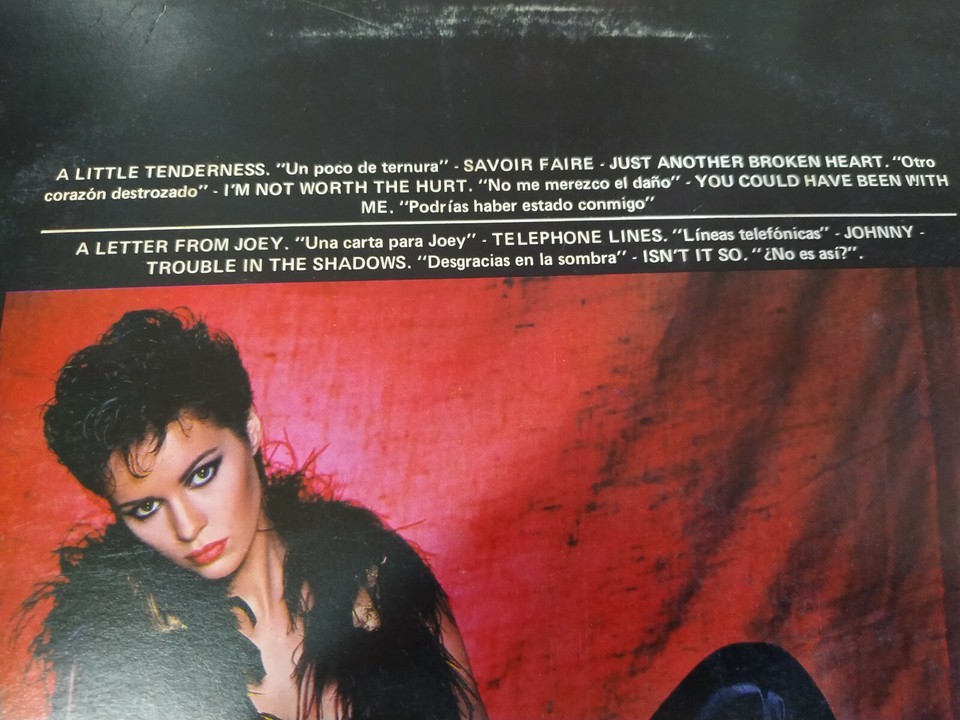 A LITTLE TENDERNESS. "Un poco de ternura" - SAVOIR FAIRE - JUST ANOTHER BROKEN HEART. "Otro
corazón destrozado" - I'M NOT WORTH THE HURT. "No me merezco el daño" - YOU COULD HAVE BEEN WITH
ME. "Podrías haber estado conmigo"
A LETTER FROM JOEY. "Una carta para Joey" - TELEPHONE LINES. "Líneas telefónicas" - JOHNNY -
TROUBLE IN THE SHADOWS. "Desgracias en la sombra" - ISN'T IT SO. "¿No es así?".